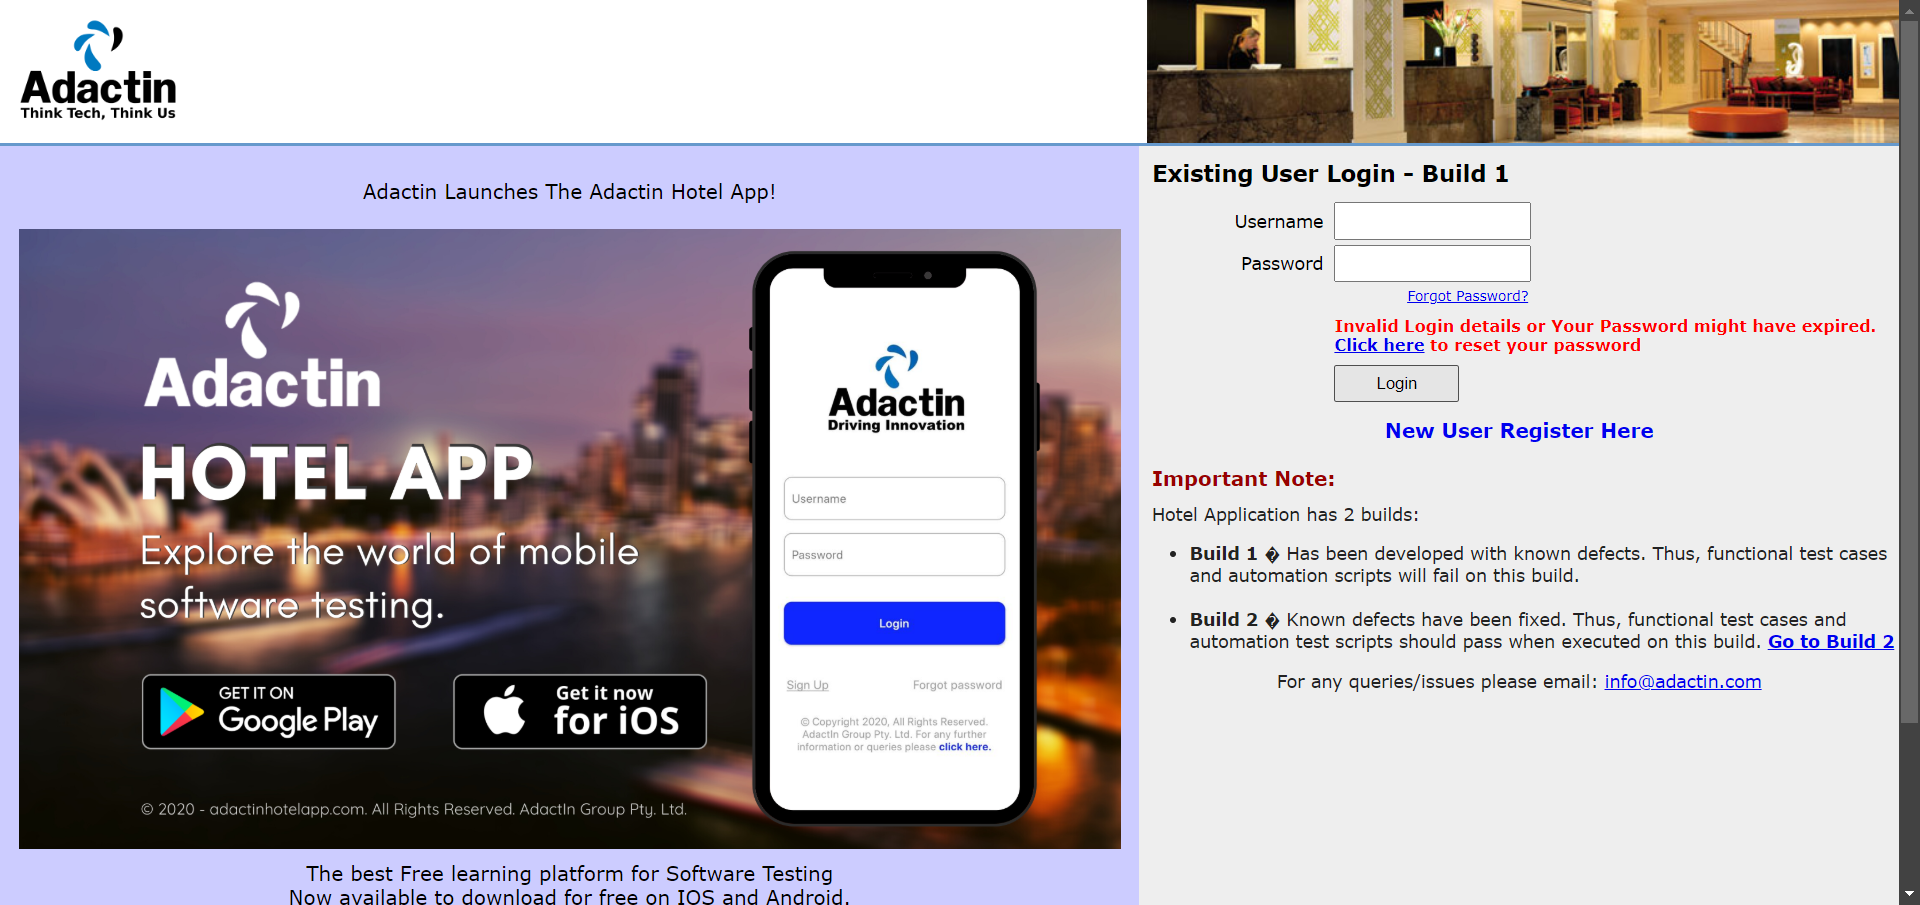 Adactin
Think Tech, Think Us
Adactin Launches The Adactin Hotel App!
Adactin
HOTEL APP
Explore the world of mobile
software testing.
GET IT ON
Google Play
Get it now
for iOS
© 2020 - adactinhotelapp.com. All Rights Reserved. AdactIn Group Pty. Ltd.
Adactin
Driving Innovation
Username
Password
Login
Sign Up Forgot password
© Copyright 2020, All Rights Reserved.
AdactIn Group Pty. Ltd. For any further
information or queries please click here.
The best Free learning platform for Software Testing
Now available to download for free on IOS and Android.
Existing User Login - Build 1
Username
Password
Forgot Password?
Invalid Login details or Your Password might have expired.
Click here to reset your password
Login
New User Register Here
Important Note:
Hotel Application has 2 builds:
• Build 1 � Has been developed with known defects. Thus, functional test cases
and automation scripts will fail on this build.
• Build 2 � Known defects have been fixed. Thus, functional test cases and
automation test scripts should pass when executed on this build. Go to Build 2
For any queries/issues please email: info@adactin.com